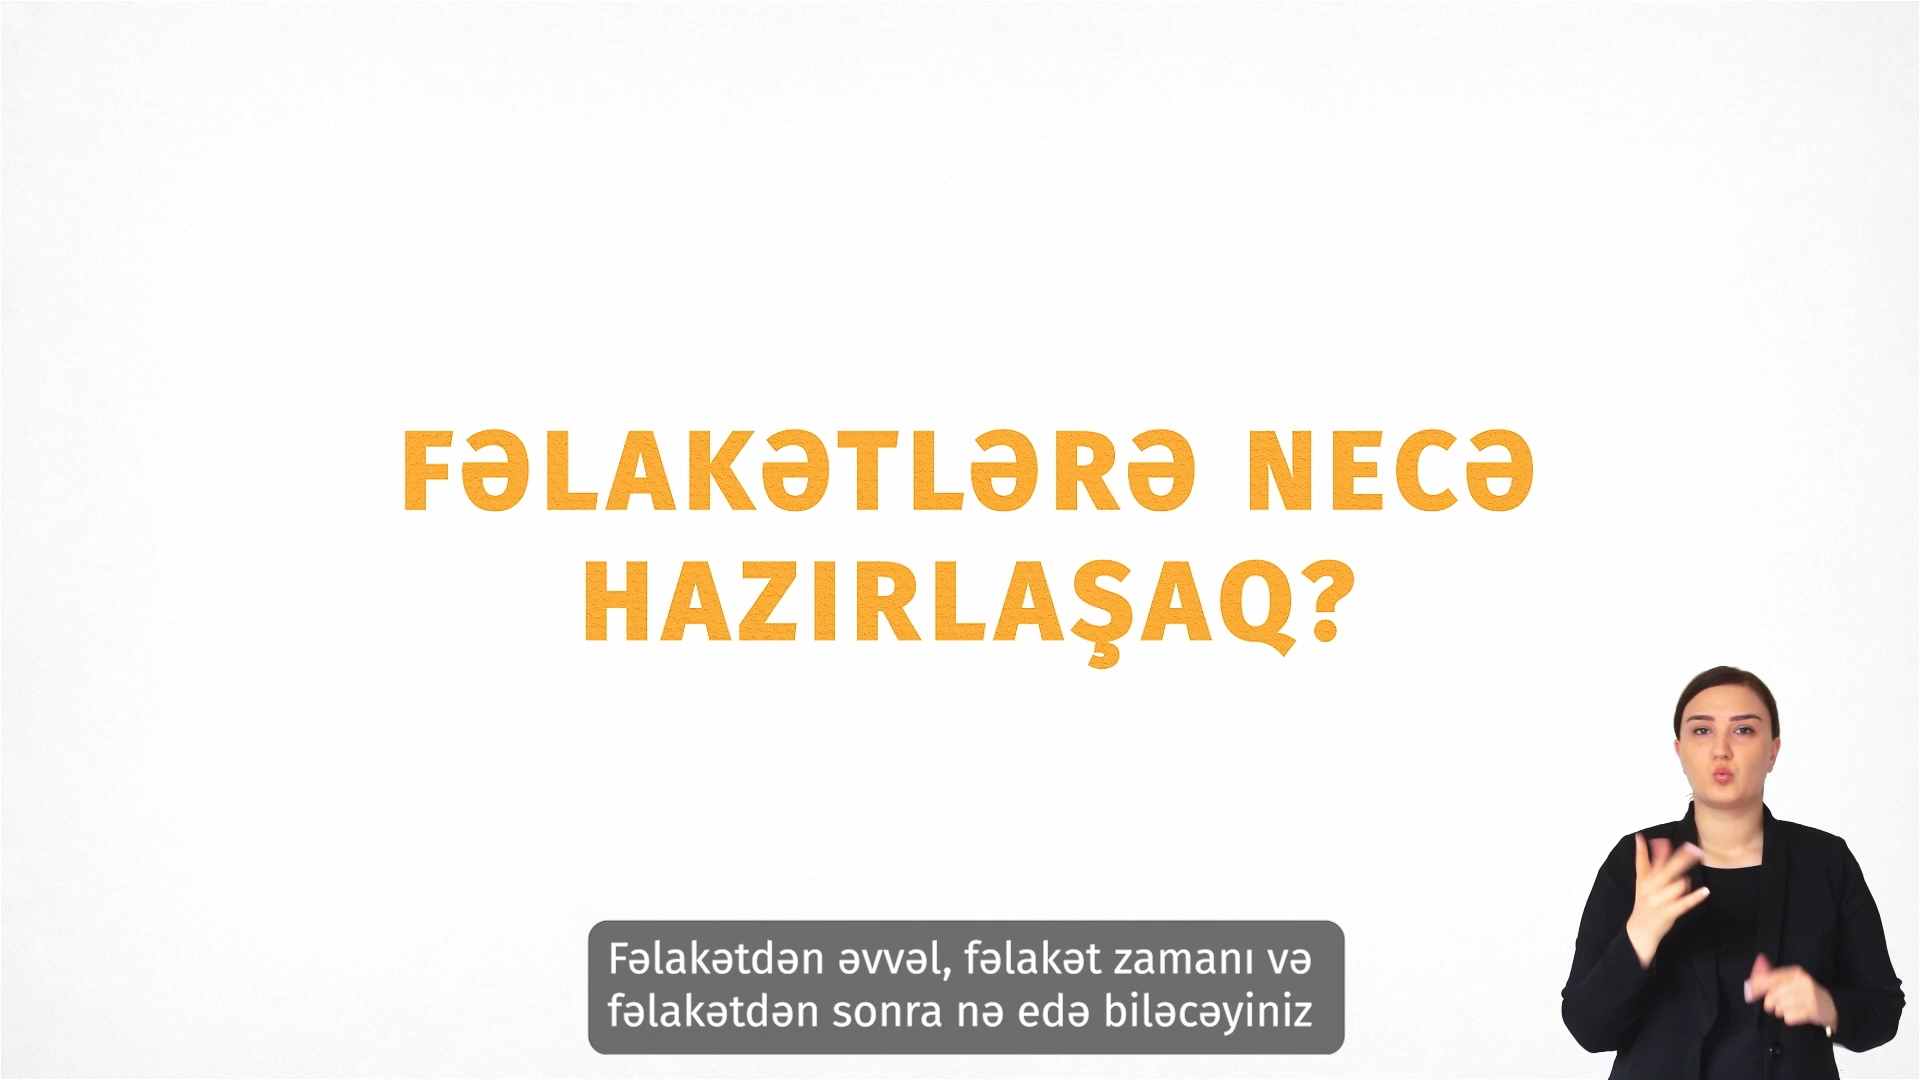 FƏLAKƏTLƏRƏ NECƏ
HAZIRLAŞAQ?
Fəlakətdən əvvəl, fəlakət zamanı və
fəlakətdən sonra nə edə biləcəyiniz